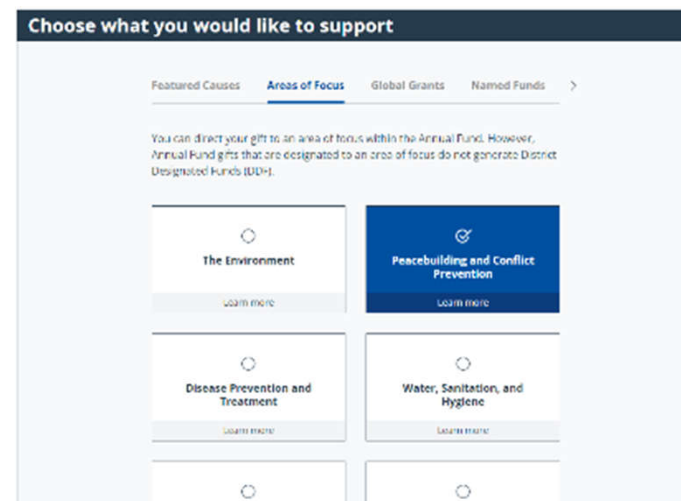 Choose what you would like to support
Featured Causes Areas of Focus Global Grants Named Funds >
You can direct your gift to an area of focus within the Annual Fund. However,
Annual Fund gifts that are designated to an area of focus do not generate District
Designated Funds (DDF).
The Environment
Learn more
Peacebuilding and Conflict
Prevention
Learn more
Disease Prevention and
Treatment
Learn more
Water, Sanitation, and
Hygiene
Learn more